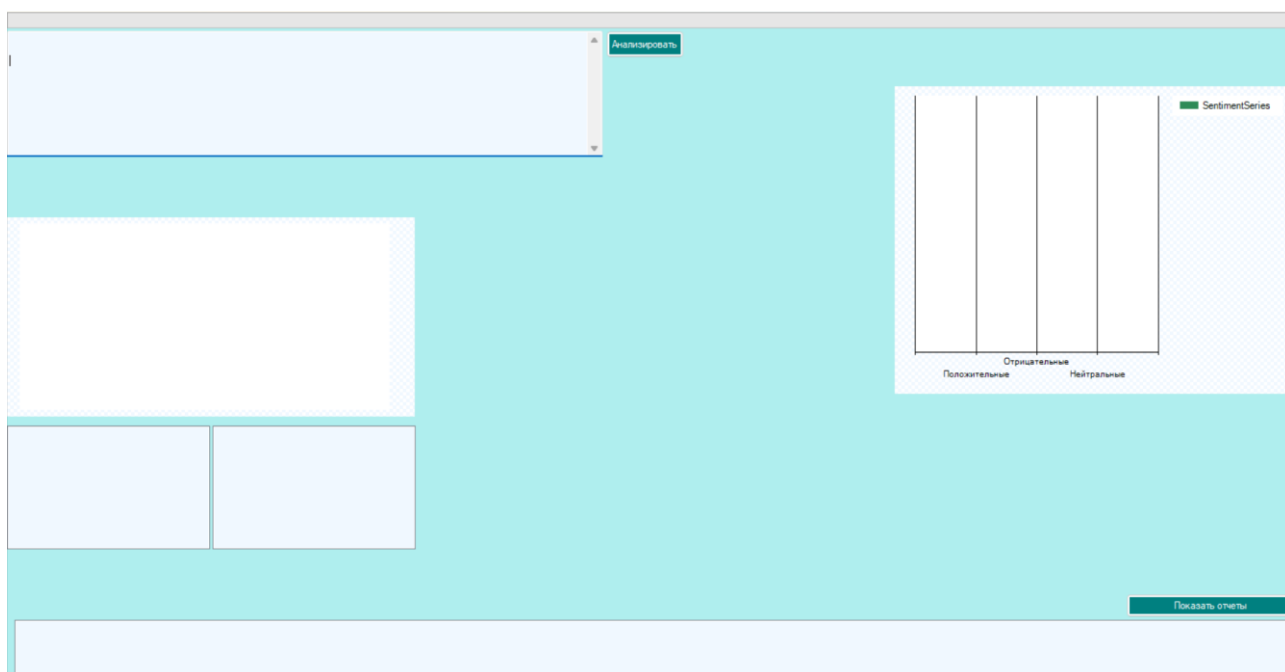 Анализировать
SentimentSeries
Отрицательные
Положительные Нейтральные
Показать отчеты